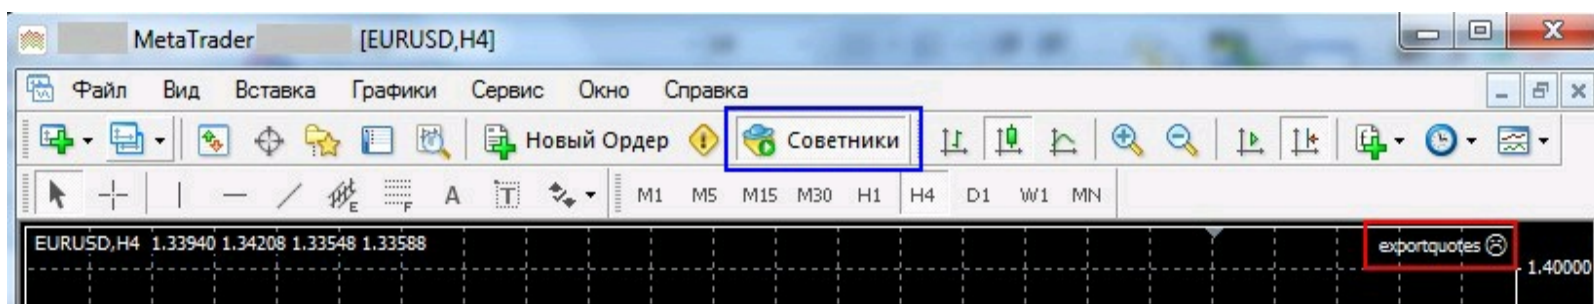 MetaTrader [EURUSD,H4]
Файл Вид Вставка Графики Сервис Окно Справка
Новый Ордер Советники
E F A T M1 M5 M15 M30 H1 H4 D1 W1 MN
EURUSD,H4 1.33940 1.34208 1.33548 1.33588 exportquotes
1.40000